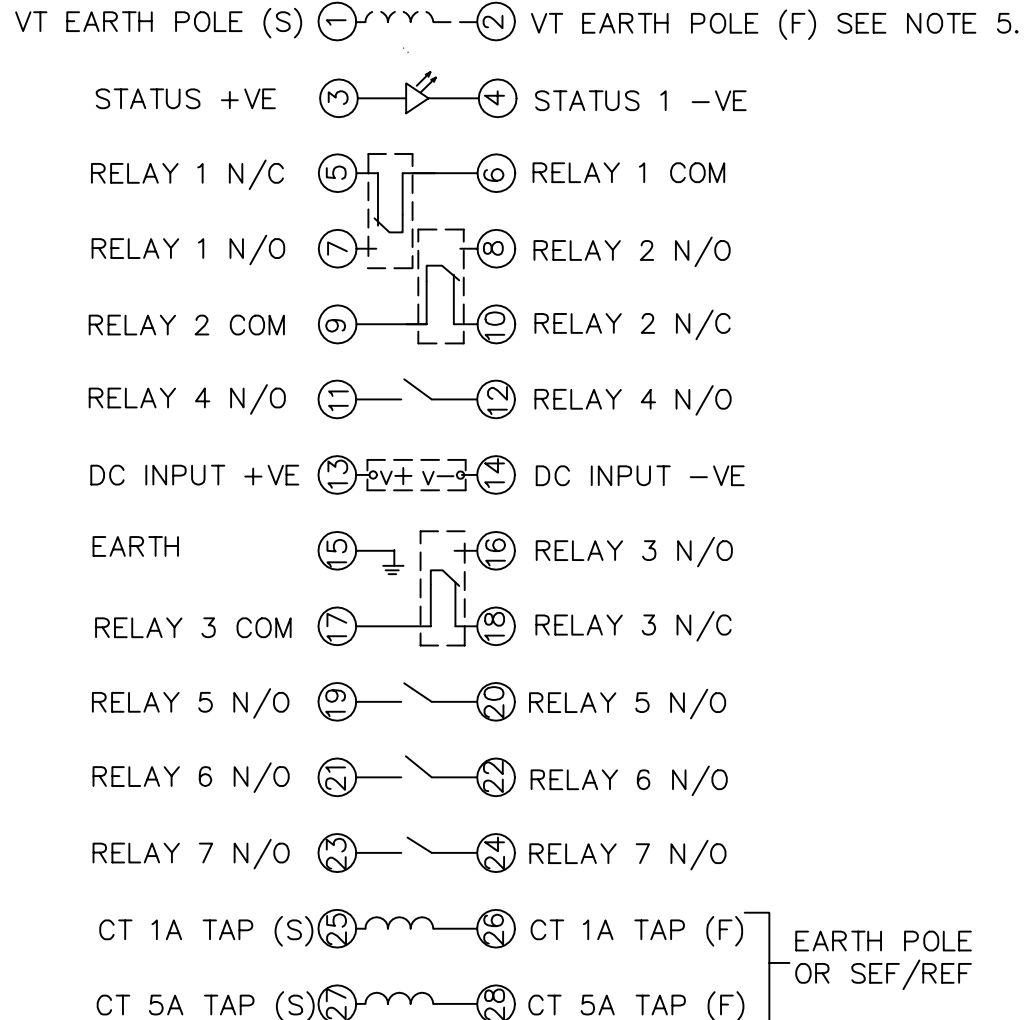 VT EARTH POLE (S) 1 2 VT EARTH POLE (F) SEE NOTE 5.
STATUS +VE 3 4 STATUS 1 −VE
RELAY 1 N/C 5 6 RELAY 1 COM
RELAY 1 N/O 7 8 RELAY 2 N/O
RELAY 2 COM 9 10 RELAY 2 N/C
RELAY 4 N/O 11 12 RELAY 4 N/O
DC INPUT +VE 13 V+ V− 14 DC INPUT −VE
EARTH 15 16 RELAY 3 N/O
RELAY 3 COM 17 18 RELAY 3 N/C
RELAY 5 N/O 19 20 RELAY 5 N/O
RELAY 6 N/O 21 22 RELAY 6 N/O
RELAY 7 N/O 23 24 RELAY 7 N/O
CT 1A TAP (S) 25 26 CT 1A TAP (F)
EARTH POLE
OR SEF/REF
CT 5A TAP (S) 27 28 CT 5A TAP (F)